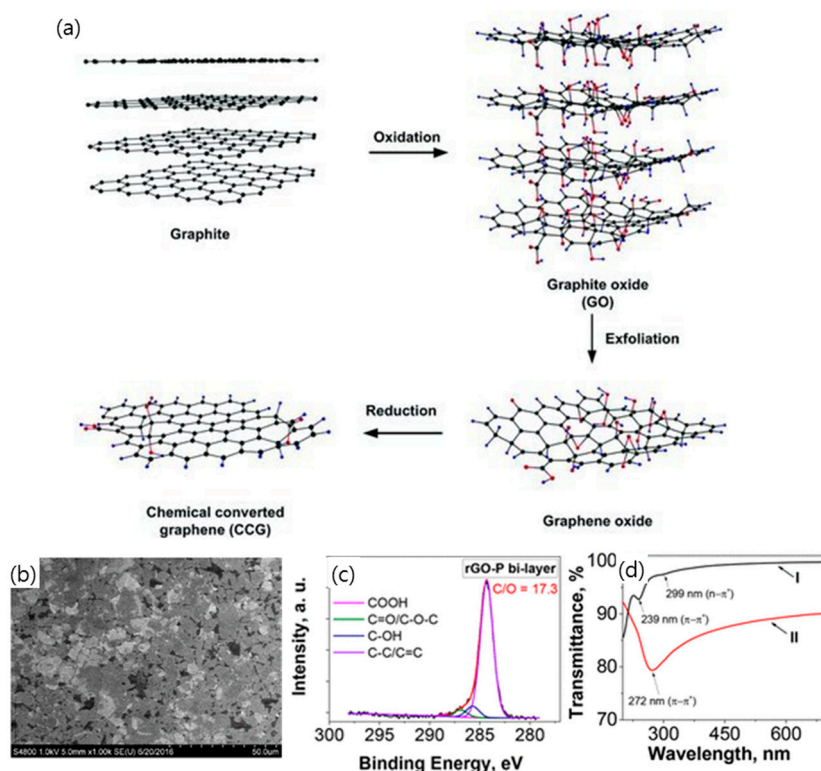 (a)
Oxidation
Graphite
Graphite oxide
(GO)
Exfoliation
Reduction
Chemical converted
graphene (CCG)
Graphene oxide
(b)
S4800 1.0kV 5.0mm x1.00k SE(U) 6/20/2016
50.0um
(c)
rGO-P bi-layer
C/O = 17.3
COOH
C=O/C-O-C
C-OH
C-C/C=C
Intensity, a. u.
300 295 290 285 280
Binding Energy, eV
(d)
100
90
80
70
Transmittance, %
I
299 nm (n-π*)
239 nm (π-π*)
II
272 nm (π-π*)
300 450 600
Wavelength, nm